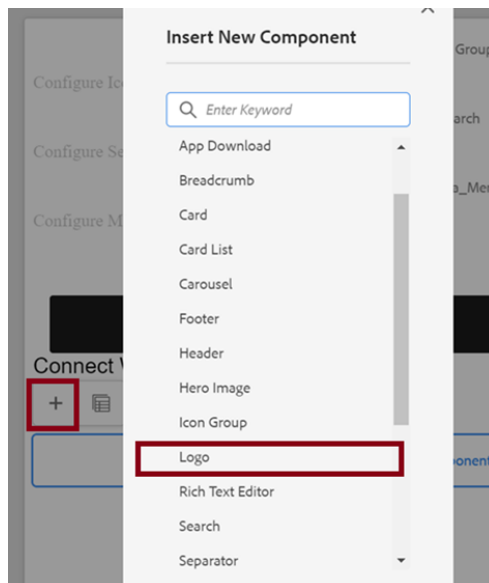 Insert New Component
Group
Configure Ic
Enter Keyword
arch
App Download
Configure Se
Breadcrumb
Card
Configure M
Card List
Carousel
Footer
Header
Connect
Hero Image
+
Icon Group
Logo
onent
Rich Text Editor
Search
Separator